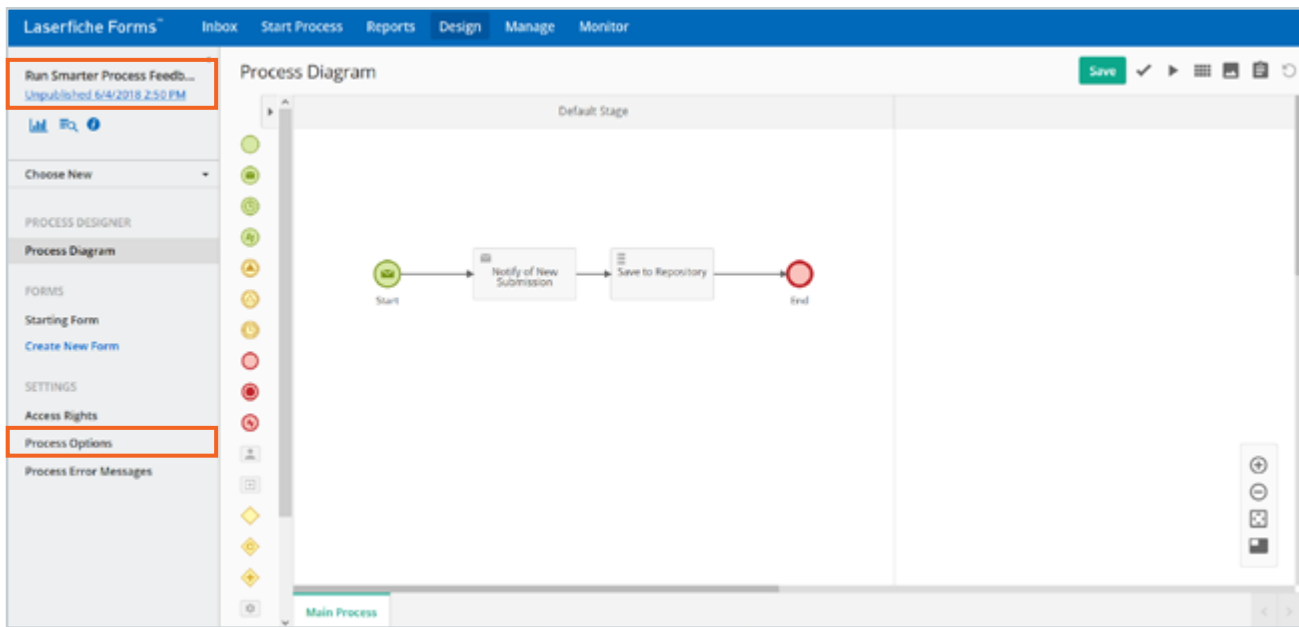 Laserfiche Forms™ Inbox Start Process Reports Design Manage Monitor
Run Smarter Process Feedb...
Unpublished 6/4/2018 2:50 PM
Choose New
PROCESS DESIGNER
Process Diagram
FORMS
Starting Form
Create New Form
SETTINGS
Access Rights
Process Options
Process Error Messages
Process Diagram
Save
Default Stage
Start
Notify of New
Submission
Save to Repository
End
Main Process